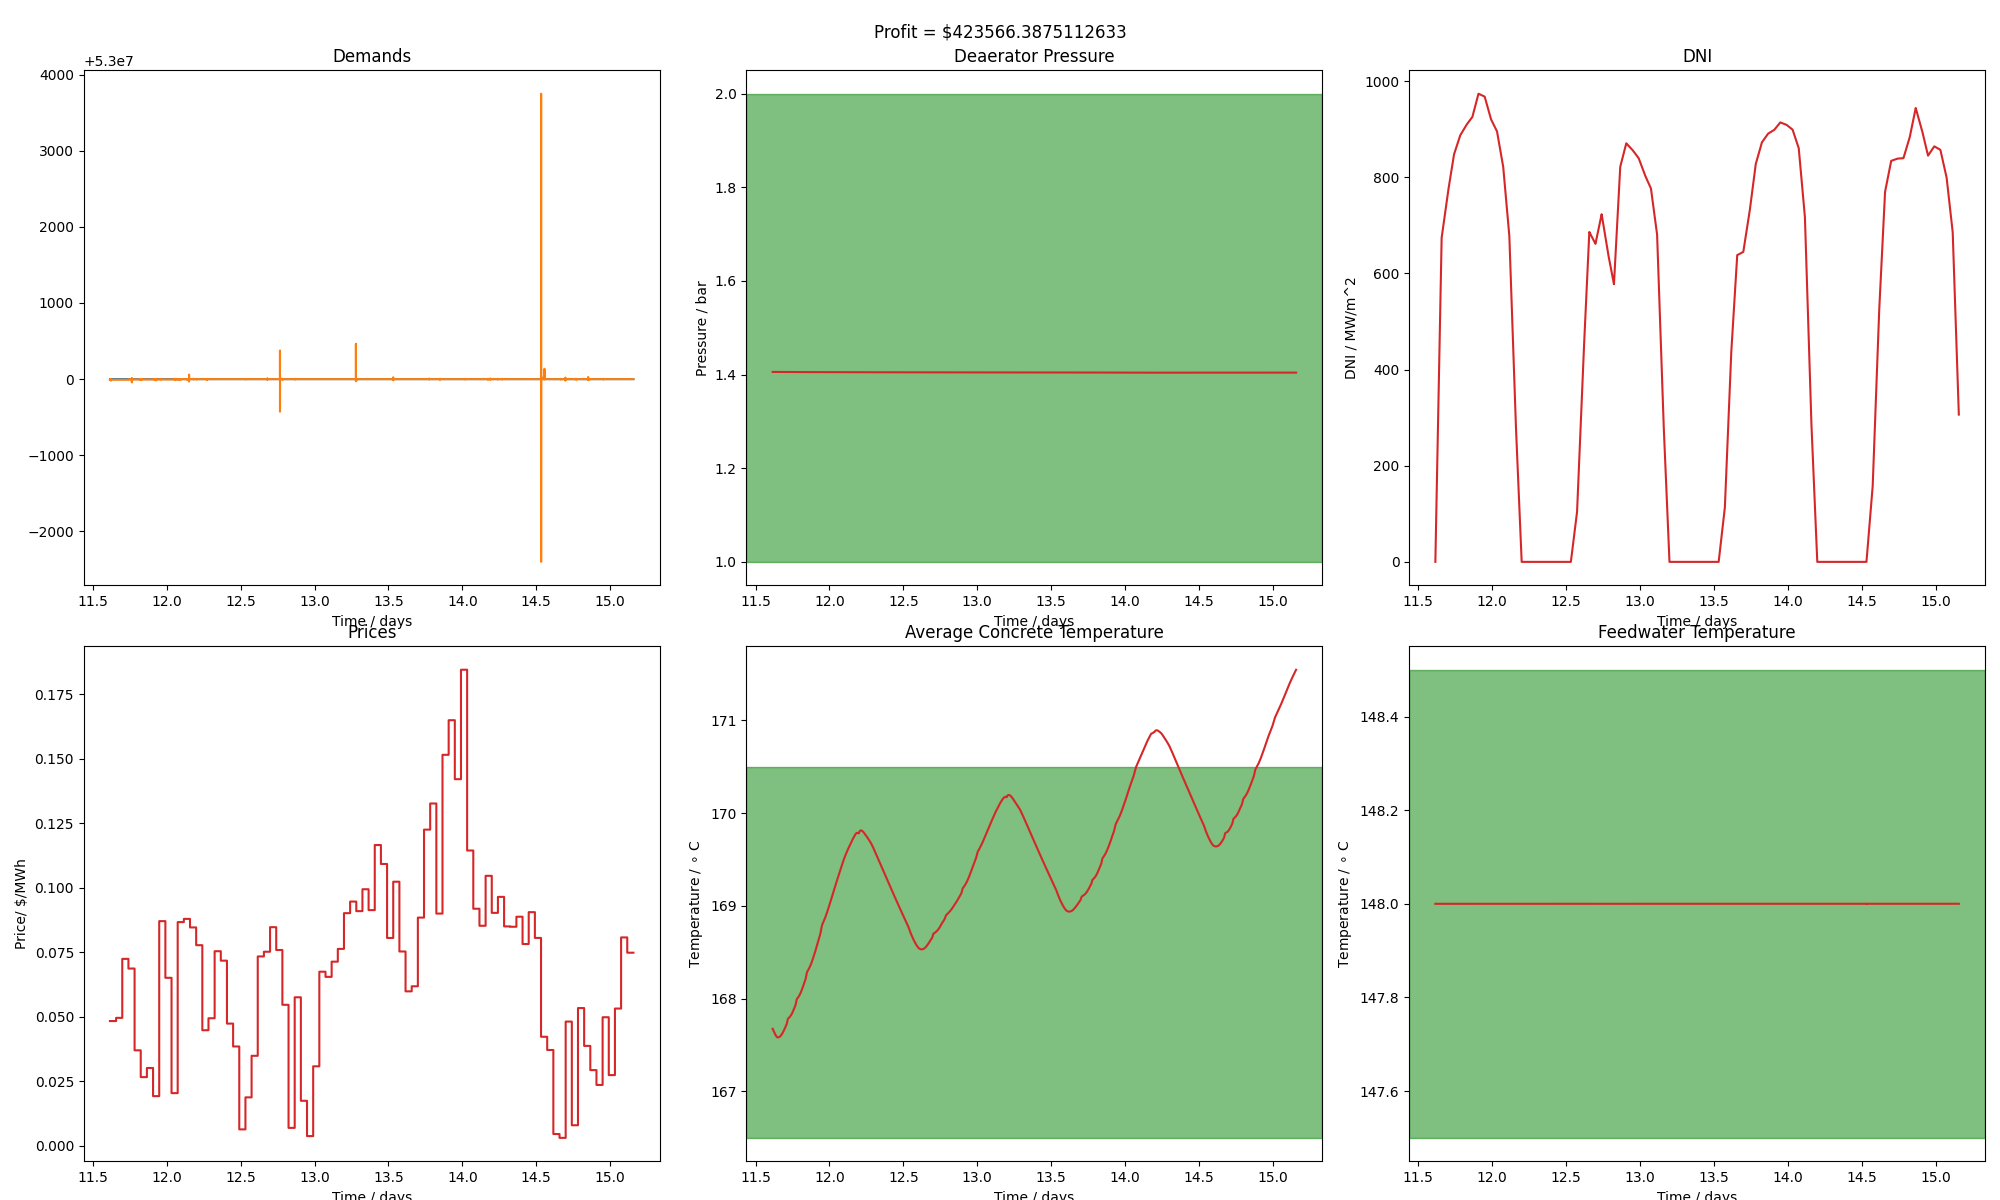 Profit = $423566.3875112633
Demands
+5.3e7
4000
3000
2000
1000
0
−1000
−2000
11.5 12.0 12.5 13.0 13.5 14.0 14.5 15.0
Time / days
Deaerator Pressure
Pressure / bar
2.0
1.8
1.6
1.4
1.2
1.0
11.5 12.0 12.5 13.0 13.5 14.0 14.5 15.0
Time / days
DNI
DNI / MW/m^2
1000
800
600
400
200
0
11.5 12.0 12.5 13.0 13.5 14.0 14.5 15.0
Time / days
Prices
Price/ $/MWh
0.175
0.150
0.125
0.100
0.075
0.050
0.025
0.000
11.5 12.0 12.5 13.0 13.5 14.0 14.5 15.0
Time / days
Average Concrete Temperature
Temperature / ∘ C
171
170
169
168
167
11.5 12.0 12.5 13.0 13.5 14.0 14.5 15.0
Time / days
Feedwater Temperature
Temperature / ∘ C
148.4
148.2
148.0
147.8
147.6
11.5 12.0 12.5 13.0 13.5 14.0 14.5 15.0
Time / days